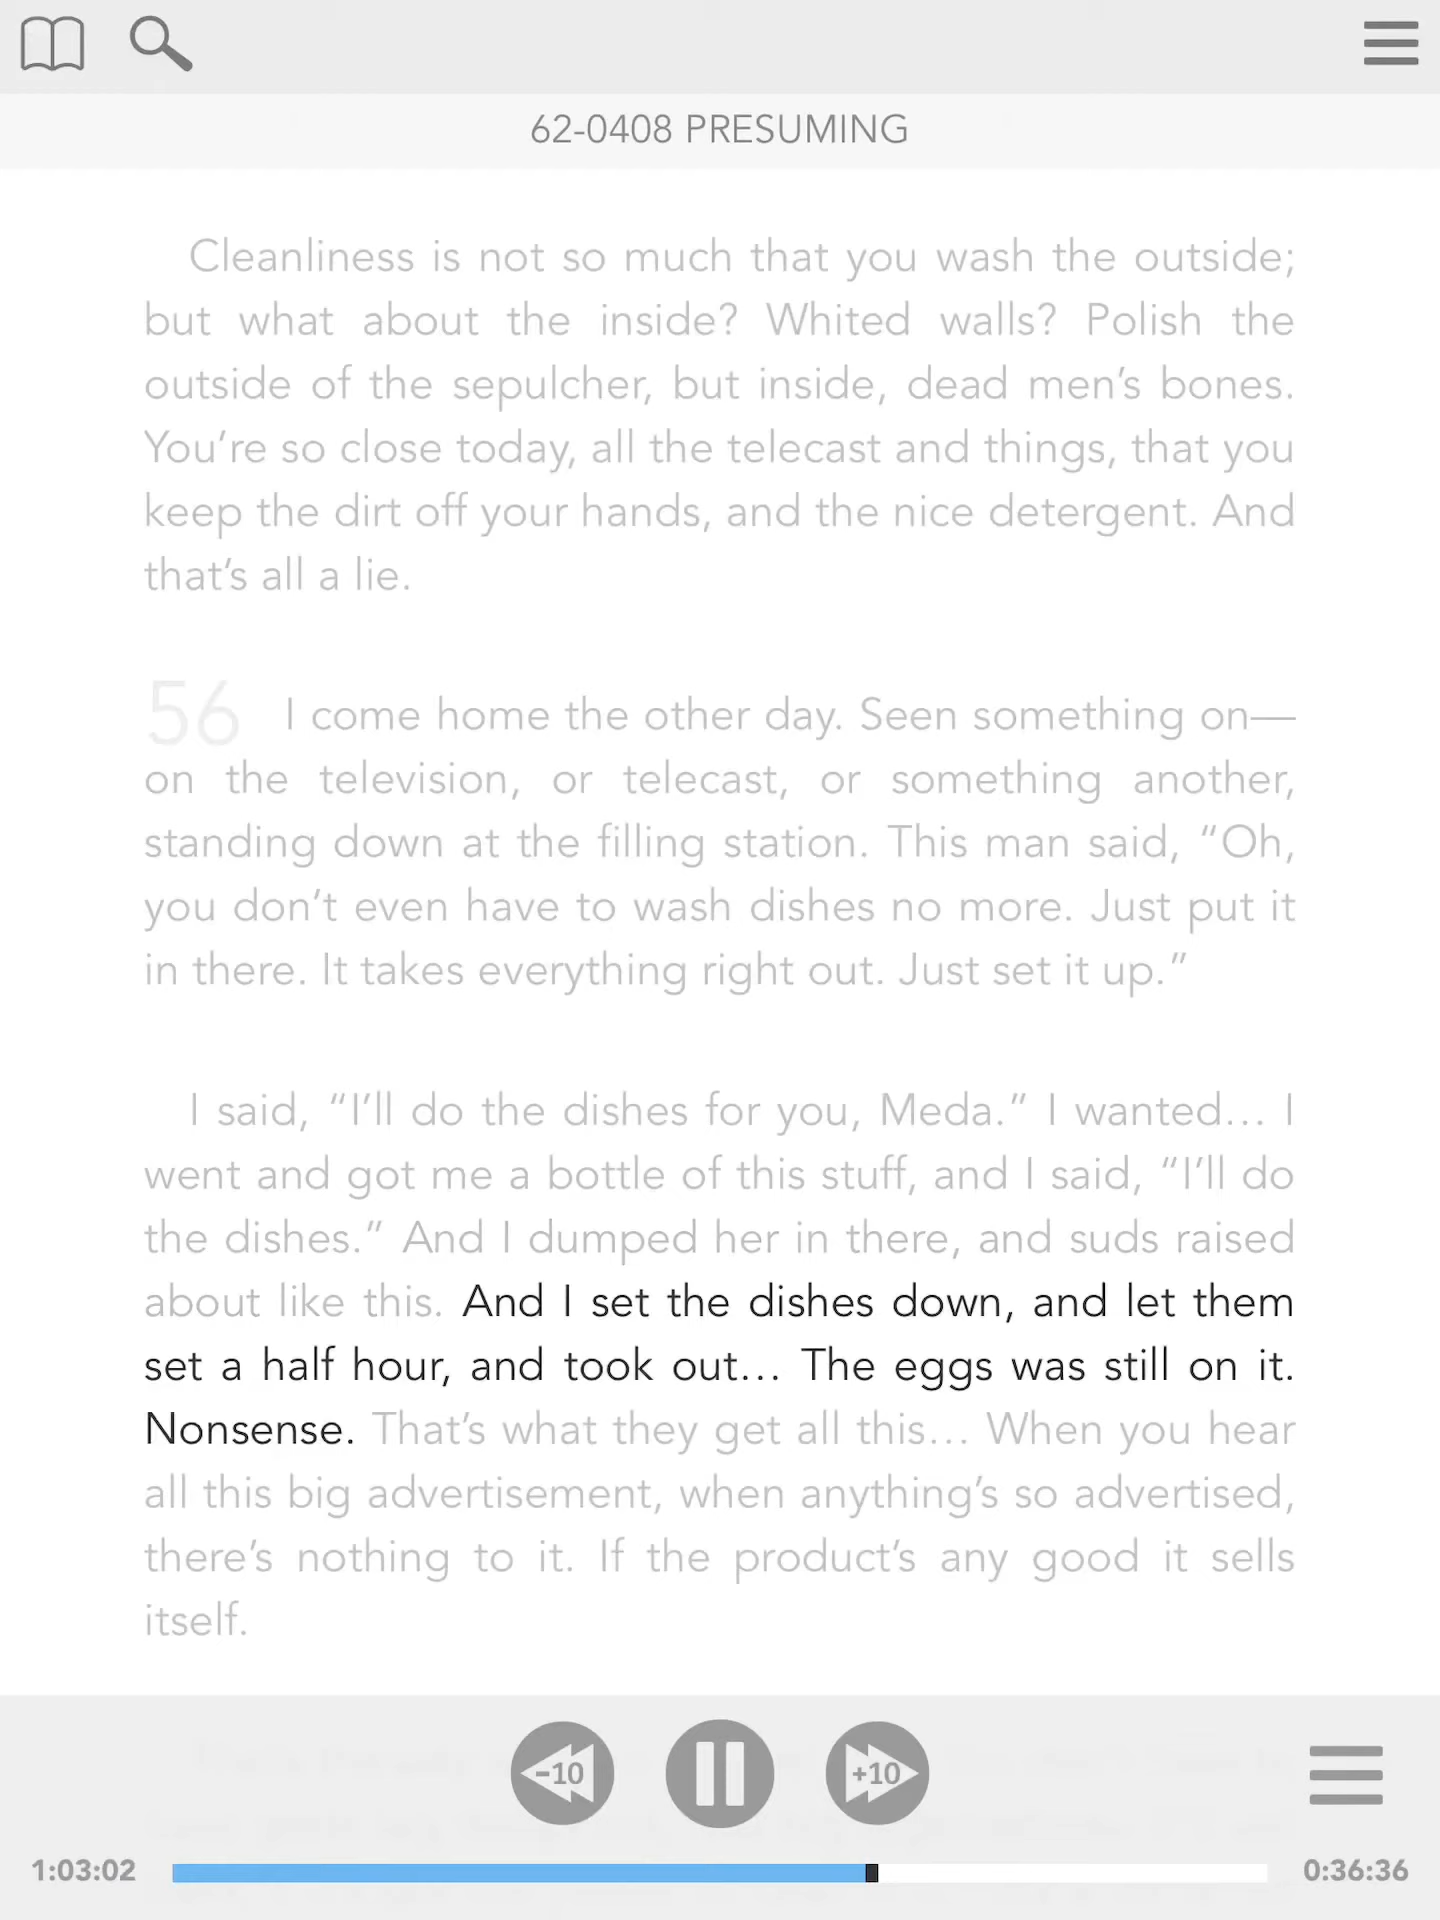 62-0408 PRESUMING
Cleanliness is not so much that you wash the outside;
but what about the inside? Whited walls? Polish the
outside of the sepulcher, but inside, dead men’s bones.
You’re so close today, all the telecast and things, that you
keep the dirt off your hands, and the nice detergent. And
that’s all a lie.
56 I come home the other day. Seen something on—
on the television, or telecast, or something another,
standing down at the filling station. This man said, “Oh,
you don’t even have to wash dishes no more. Just put it
in there. It takes everything right out. Just set it up.”
I said, “I’ll do the dishes for you, Meda.” I wanted… I
went and got me a bottle of this stuff, and I said, “I’ll do
the dishes.” And I dumped her in there, and suds raised
about like this. And I set the dishes down, and let them
set a half hour, and took out… The eggs was still on it.
Nonsense. That’s what they get all this… When you hear
all this big advertisement, when anything’s so advertised,
there’s nothing to it. If the product’s any good it sells
itself.
-10 +10
1:03:02 0:36:36